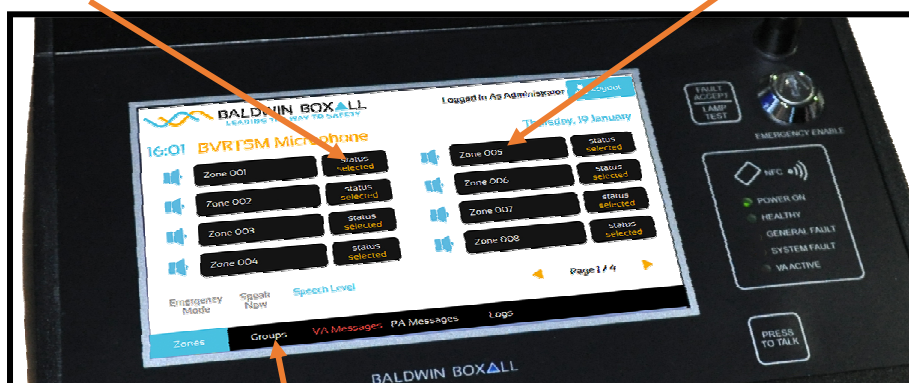 BALDWIN BOXALL
LEADING THE WAY TO SAFETY
Logged In As Administrator
Logout
16:01 BVRTSM Microphone
Thursday, 19 January
Zone 001
status
selected
Zone 002
status
selected
Zone 003
status
selected
Zone 004
status
selected
Zone 005
status
selected
Zone 006
status
selected
Zone 007
status
selected
Zone 008
status
selected
Emergency
Mode
Speak
Now
Speech Level
Page 1 / 4
Zones
Groups
VA Messages
PA Messages
Logs
BALDWIN BOXALL
FAULT
ACCEPT
LAMP
TEST
EMERGENCY ENABLE
NFC
POWER ON
HEALTHY
GENERAL FAULT
SYSTEM FAULT
VA ACTIVE
PRESS
TO TALK